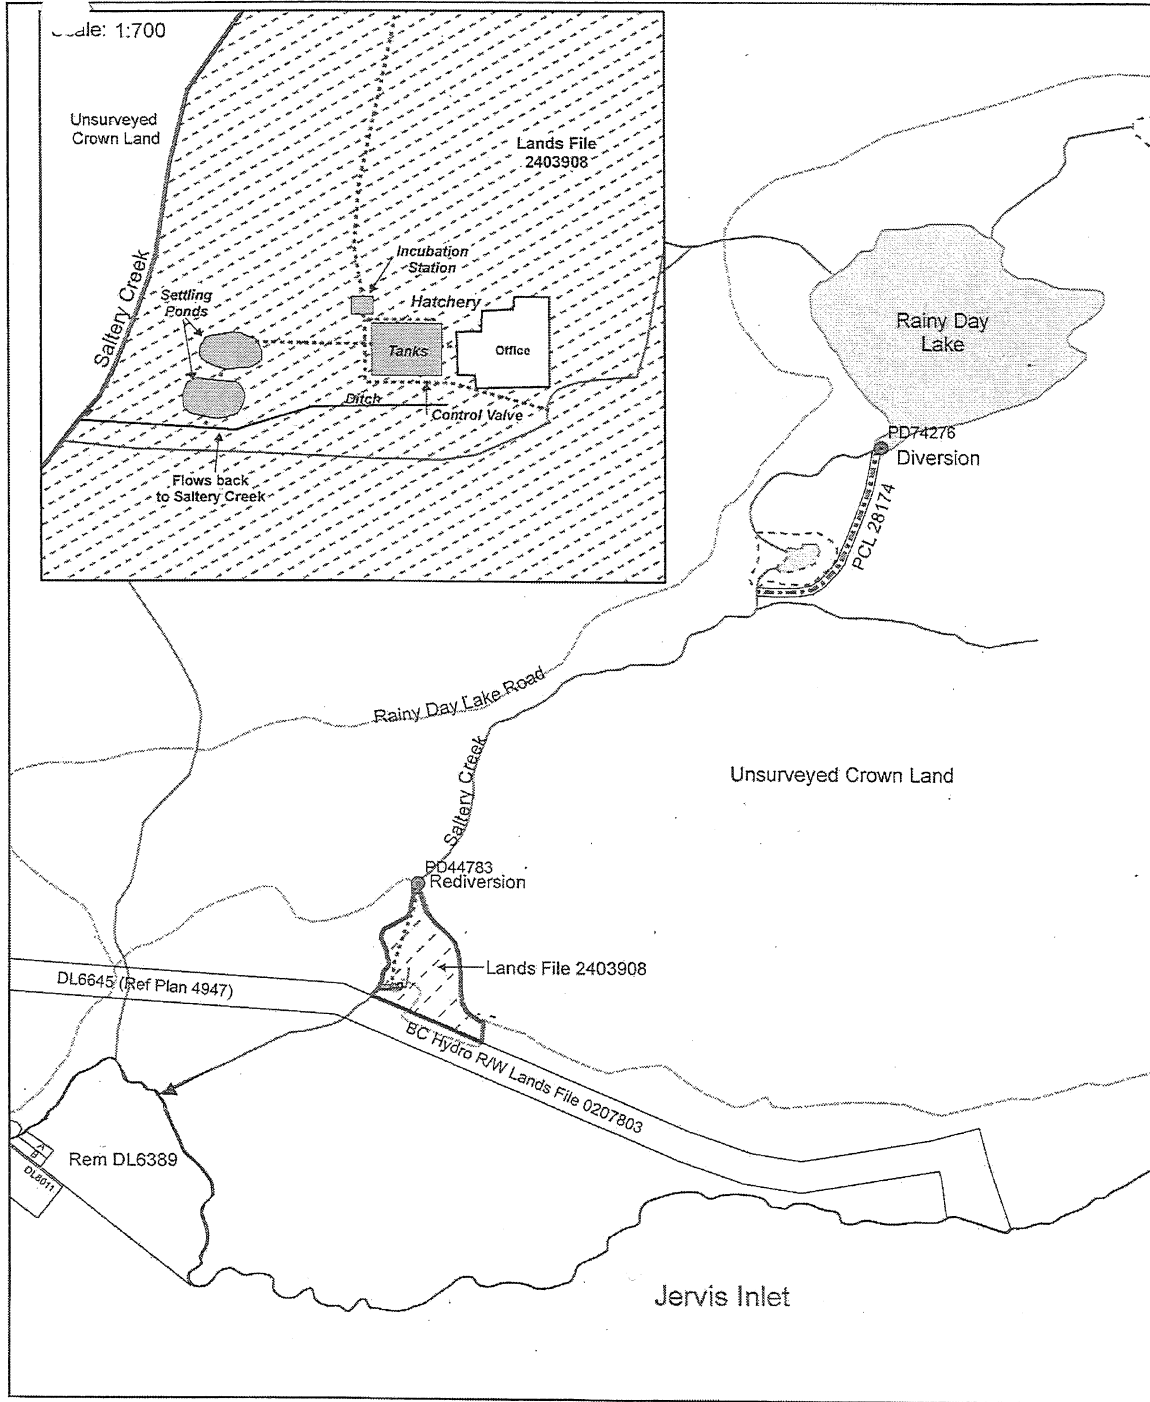 Scale: 1:700
Unsurveyed
Crown Land
Lands File
2403908
Saltery Creek
Settling
Ponds
Incubation
Station
Hatchery
Tanks
Office
Ditch
Control Valve
Flows back
to Saltery Creek
Rainy Day
Lake
PD74276
Diversion
PCL 28174
Rainy Day Lake Road
Saltery Creek
Unsurveyed Crown Land
PD44783
Rediversion
Lands File 2403908
DL6645 (Ref Plan 4947)
BC Hydro R/W Lands File 0207803
A
B
Rem DL6389
DL8011
Jervis Inlet